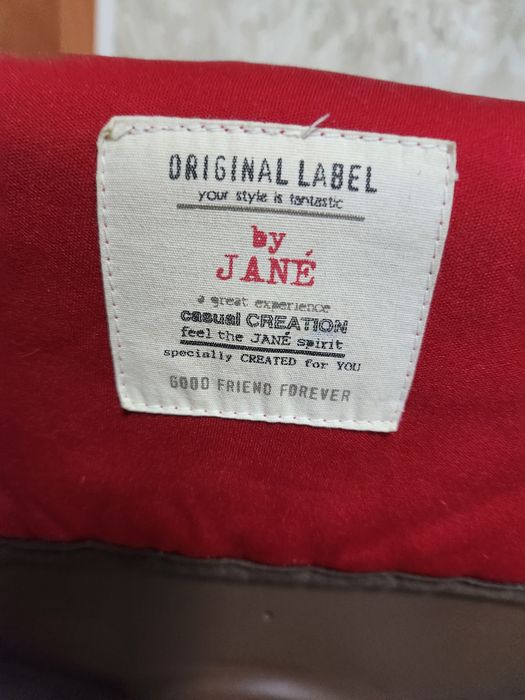 ORIGINAL LABEL
your style is fantastic
by
JANÉ
a great experience
casual CREATION
feel the JANÉ spirit
specially CREATED for YOU
GOOD FRIEND FOREVER